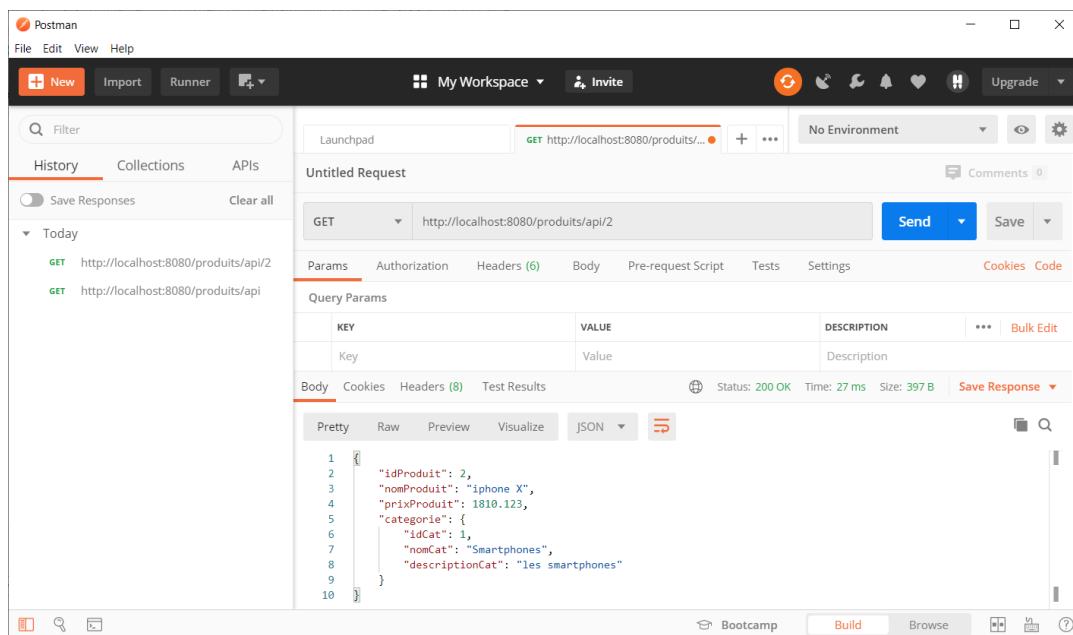 Postman
File Edit View Help
New Import Runner My Workspace Invite Upgrade
Filter
History Collections APIs
Save Responses Clear all
Today
GET http://localhost:8080/produits/api/2
GET http://localhost:8080/produits/api
Launchpad GET http://localhost:8080/produits/... No Environment
Untitled Request Comments 0
GET http://localhost:8080/produits/api/2 Send Save
Params Authorization Headers (6) Body Pre-request Script Tests Settings Cookies Code
Query Params
KEY VALUE DESCRIPTION Bulk Edit
Key Value Description
Body Cookies Headers (8) Test Results Status: 200 OK Time: 27 ms Size: 397 B Save Response
Pretty Raw Preview Visualize JSON
1 {
2 "idProduit": 2,
3 "nomProduit": "iphone X",
4 "prixProduit": 1810.123,
5 "categorie": {
6 "idCat": 1,
7 "nomCat": "Smartphones",
8 "descriptionCat": "les smartphones"
9 }
10 }
Bootcamp Build Browse